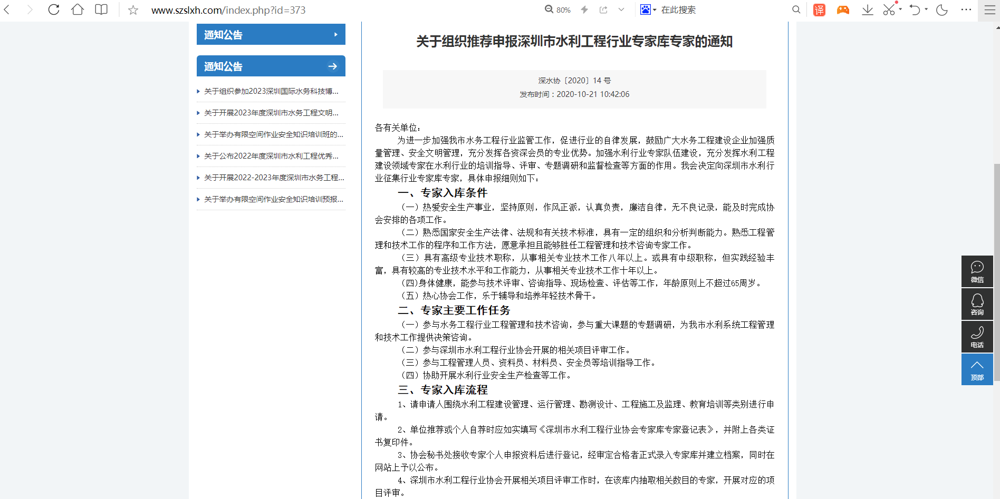 www.szslxh.com/index.php?id=373
80%
在此搜索
译
通知公告
通知公告
关于组织参加2023深圳国际水务科技博...
关于开展2023年度深圳市水务工程文明...
关于举办有限空间作业安全知识培训班的...
关于公布2022年度深圳市水利工程优秀...
关于开展2022-2023年度深圳市水务工程...
关于举办有限空间作业安全知识培训预报...
关于组织推荐申报深圳市水利工程行业专家库专家的通知
深水协〔2020〕14 号
发布时间：2020-10-21 10:42:06
各有关单位：
为进一步加强我市水务工程行业监管工作，促进行业的自律发展，鼓励广大水务工程建设企业加强质
量管理、安全文明管理，充分发挥各资深会员的专业优势。加强水利行业专家队伍建设，充分发挥水利工程
建设领域专家在水利行业的培训指导、评审、专题调研和监督检查等方面的作用。我会决定向深圳市水利行
业征集行业专家库专家，具体申报细则如下：
一、专家入库条件
（一）热爱安全生产事业，坚持原则，作风正派，认真负责，廉洁自律，无不良记录，能及时完成协
会安排的各项工作。
（二）熟悉国家安全生产法律、法规和有关技术标准，具有一定的组织和分析判断能力。熟悉工程管
理和技术工作的程序和工作方法，愿意承担且能够胜任工程管理和技术咨询专家工作。
（三）具有高级专业技术职称，从事相关专业技术工作八年以上。或具有中级职称，但实践经验丰
富，具有较高的专业技术水平和工作能力，从事相关专业技术工作十年以上。
（四)身体健康，能参与技术评审、咨询指导、现场检查、评估等工作，年龄原则上不超过65周岁。
（五）热心协会工作，乐于辅导和培养年轻技术骨干。
二、专家主要工作任务
（一）参与水务工程行业工程管理和技术咨询，参与重大课题的专题调研，为我市水利系统工程管理
和技术工作提供决策咨询。
（二）参与深圳市水利工程行业协会开展的相关项目评审工作。
（三）参与工程管理人员、资料员、材料员、安全员等培训指导工作。
（四）协助开展水利行业安全生产检查等工作。
三、专家入库流程
1、请申请人围绕水利工程建设管理、运行管理、勘测设计、工程施工及监理、教育培训等类别进行申
请。
2、单位推荐或个人自荐时应如实填写《深圳市水利工程行业协会专家库专家登记表》，并附上各类证
书复印件。
3、协会秘书处接收专家个人申报资料后进行登记，经审定合格者正式录入专家库并建立档案，同时在
网站上予以公布。
4、深圳市水利工程行业协会开展相关项目评审工作时，在该库内抽取相关数目的专家，开展对应的项
目评审。
微信
咨询
电话
顶部